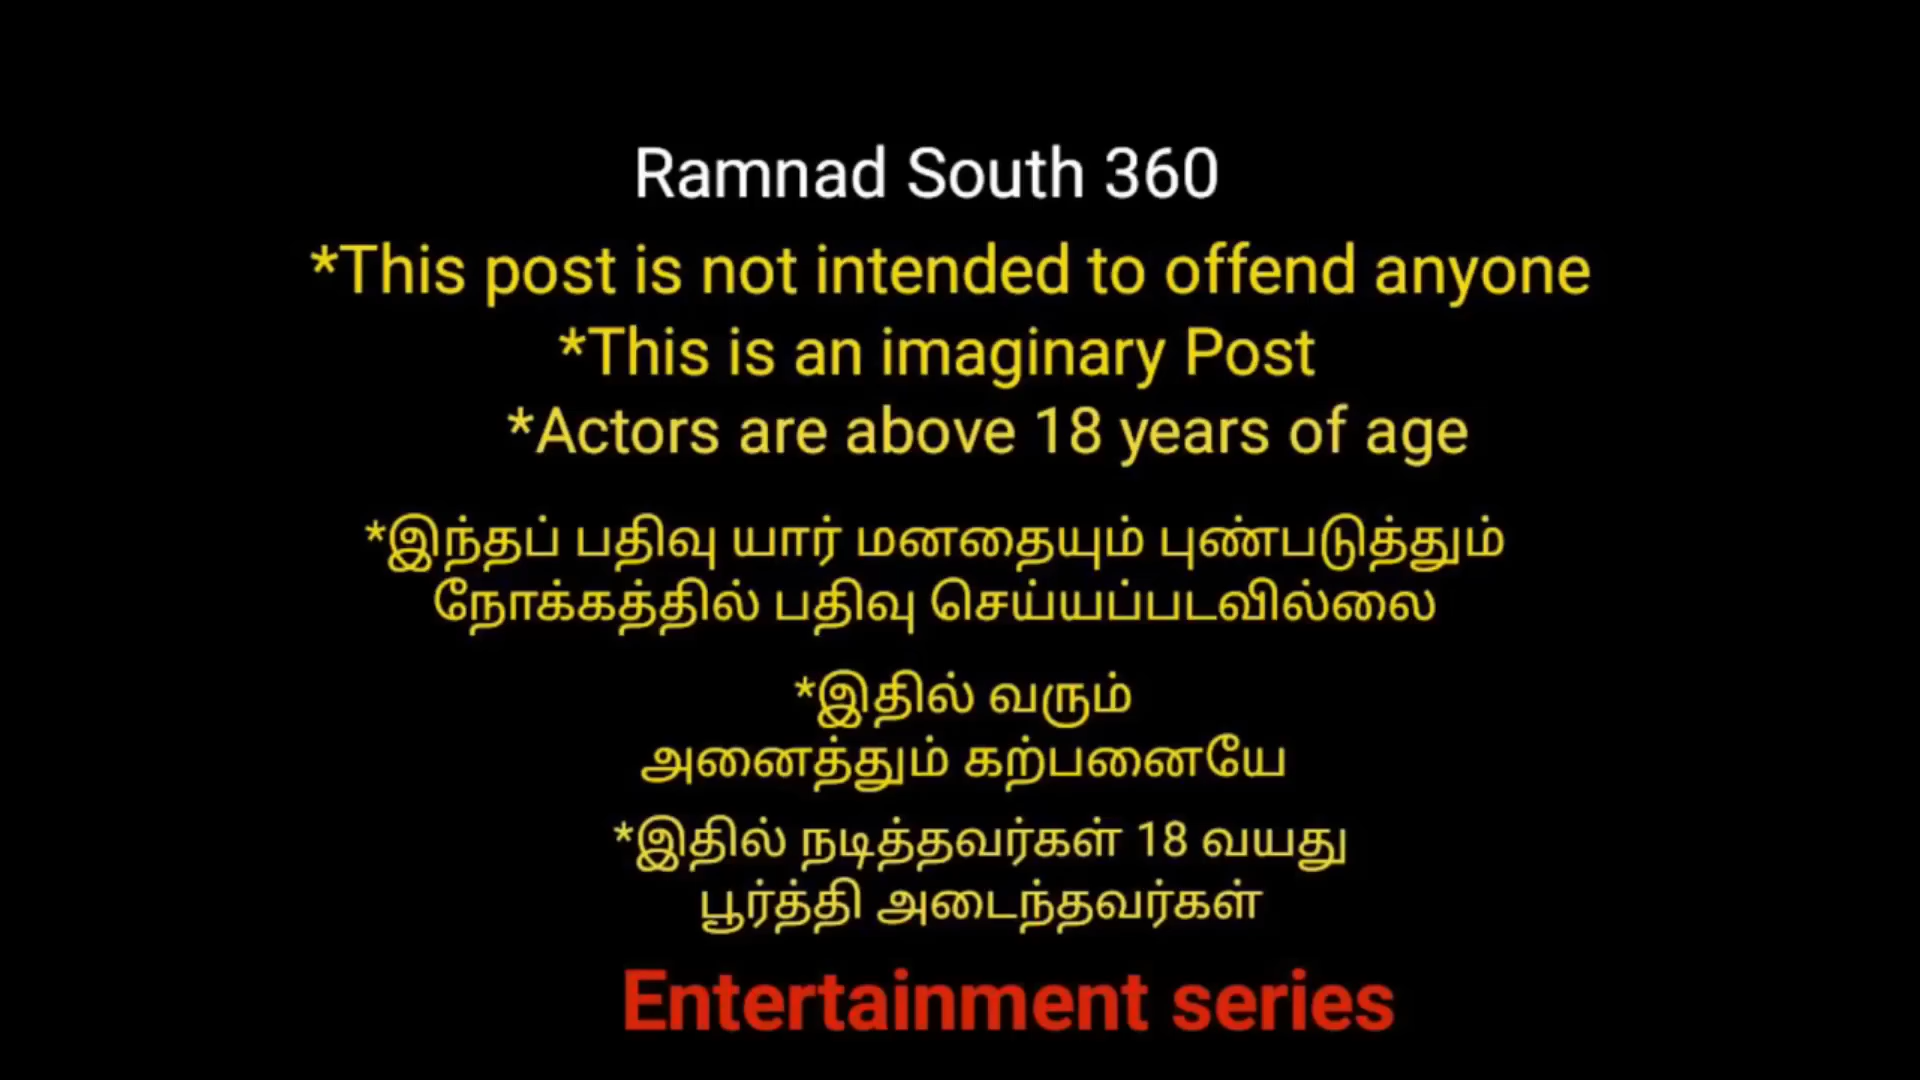 Ramnad South 360
*This post is not intended to offend anyone
*This is an imaginary Post
*Actors are above 18 years of age
*இந்தப் பதிவு யார் மனதையும் புண்படுத்தும்
நோக்கத்தில் பதிவு செய்யப்படவில்லை
*இதில் வரும்
அனைத்தும் கற்பனையே
*இதில் நடித்தவர்கள் 18 வயது
பூர்த்தி அடைந்தவர்கள்
Entertainment series